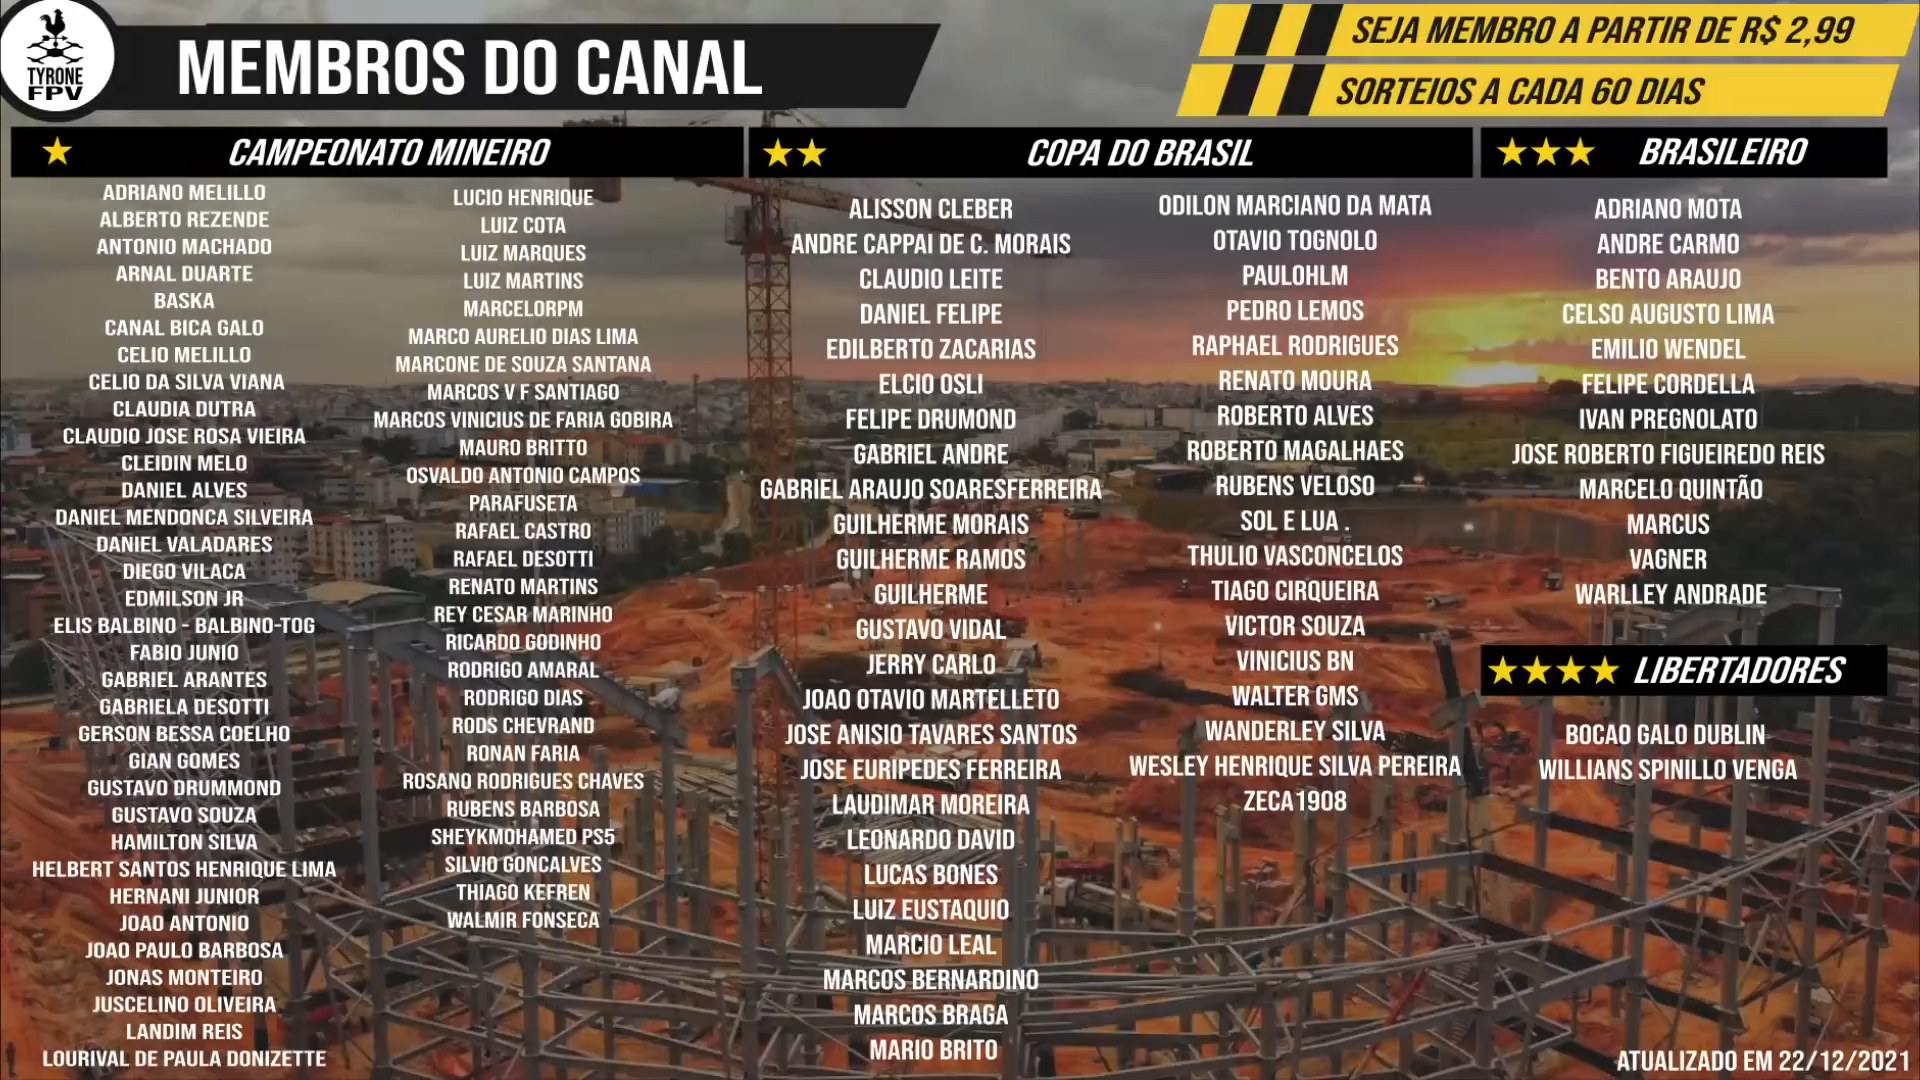 TYRONE
FPV
MEMBROS DO CANAL
SEJA MEMBRO A PARTIR DE R$ 2,99
SORTEIOS A CADA 60 DIAS
CAMPEONATO MINEIRO
ADRIANO MELILLO
ALBERTO REZENDE
ANTONIO MACHADO
ARNAL DUARTE
BASKA
CANAL BICA GALO
CELIO MELILLO
CELIO DA SILVA VIANA
CLAUDIA DUTRA
CLAUDIO JOSE ROSA VIEIRA
CLEIDIN MELO
DANIEL ALVES
DANIEL MENDONCA SILVEIRA
DANIEL VALADARES
DIEGO VILACA
EDMILSON JR
ELIS BALBINO - BALBINO-TOG
FABIO JUNIO
GABRIEL ARANTES
GABRIELA DESOTTI
GERSON BESSA COELHO
GIAN GOMES
GUSTAVO DRUMMOND
GUSTAVO SOUZA
HAMILTON SILVA
HELBERT SANTOS HENRIQUE LIMA
HERNANI JUNIOR
JOAO ANTONIO
JOAO PAULO BARBOSA
JONAS MONTEIRO
JUSCELINO OLIVEIRA
LANDIM REIS
LOURIVAL DE PAULA DONIZETTE
LUCIO HENRIQUE
LUIZ COTA
LUIZ MARQUES
LUIZ MARTINS
MARCELORPM
MARCO AURELIO DIAS LIMA
MARCONE DE SOUZA SANTANA
MARCOS V F SANTIAGO
MARCOS VINICIUS DE FARIA GOBIRA
MAURO BRITTO
OSVALDO ANTONIO CAMPOS
PARAFUSETA
RAFAEL CASTRO
RAFAEL DESOTTI
RENATO MARTINS
REY CESAR MARINHO
RICARDO GODINHO
RODRIGO AMARAL
RODRIGO DIAS
RODS CHEVRAND
RONAN FARIA
ROSANO RODRIGUES CHAVES
RUBENS BARBOSA
SHEYKMOHAMED PS5
SILVIO GONCALVES
THIAGO KEFREN
WALMIR FONSECA
COPA DO BRASIL
ALISSON CLEBER
ANDRE CAPPAI DE C. MORAIS
CLAUDIO LEITE
DANIEL FELIPE
EDILBERTO ZACARIAS
ELCIO OSLI
FELIPE DRUMOND
GABRIEL ANDRE
GABRIEL ARAUJO SOARESFERREIRA
GUILHERME MORAIS
GUILHERME RAMOS
GUILHERME
GUSTAVO VIDAL
JERRY CARLO
JOAO OTAVIO MARTELLETO
JOSE ANISIO TAVARES SANTOS
JOSE EURIPEDES FERREIRA
LAUDIMAR MOREIRA
LEONARDO DAVID
LUCAS BONES
LUIZ EUSTAQUIO
MARCIO LEAL
MARCOS BERNARDINO
MARCOS BRAGA
MARIO BRITO
ODILON MARCIANO DA MATA
OTAVIO TOGNOLO
PAULOHLM
PEDRO LEMOS
RAPHAEL RODRIGUES
RENATO MOURA
ROBERTO ALVES
ROBERTO MAGALHAES
RUBENS VELOSO
SOL E LUA .
THULIO VASCONCELOS
TIAGO CIRQUEIRA
VICTOR SOUZA
VINICIUS BN
WALTER GMS
WANDERLEY SILVA
WESLEY HENRIQUE SILVA PEREIRA
ZECA1908
BRASILEIRO
ADRIANO MOTA
ANDRE CARMO
BENTO ARAUJO
CELSO AUGUSTO LIMA
EMILIO WENDEL
FELIPE CORDELLA
IVAN PREGNOLATO
JOSE ROBERTO FIGUEIREDO REIS
MARCELO QUINTÃO
MARCUS
VAGNER
WARLLEY ANDRADE
LIBERTADORES
BOCAO GALO DUBLIN
WILLIANS SPINILLO VENGA
ATUALIZADO EM 22/12/2021